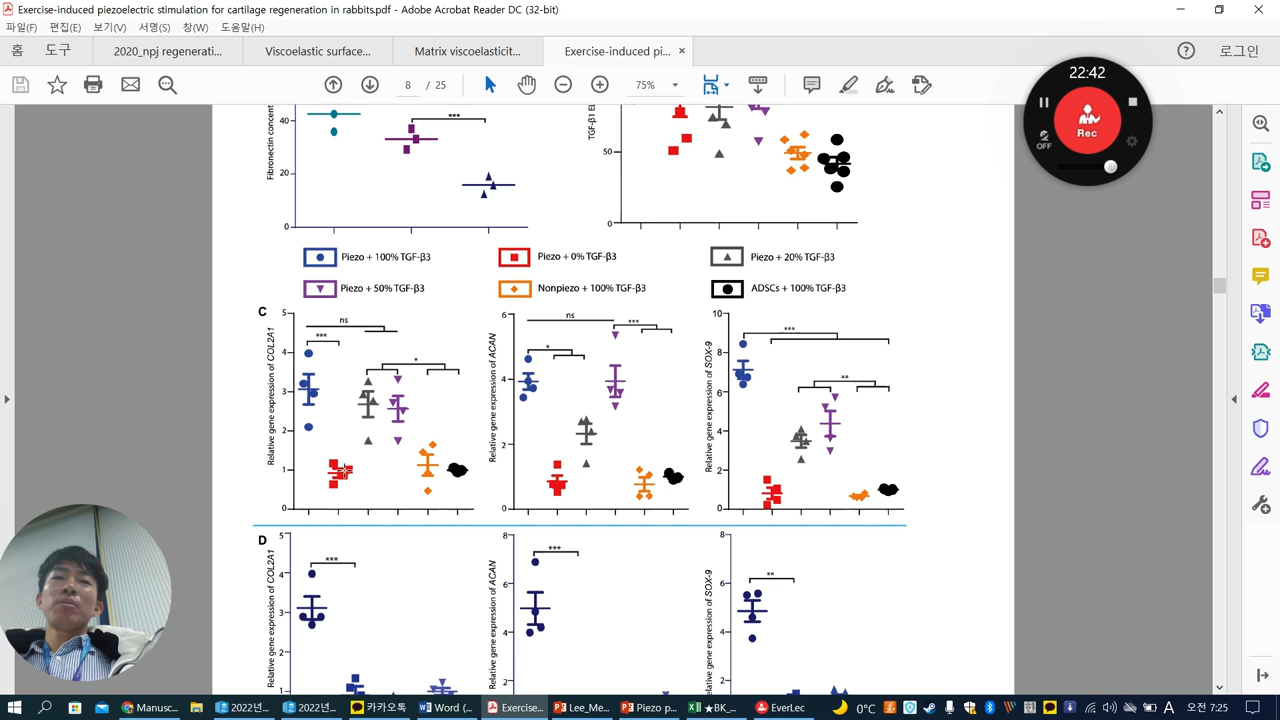 Exercise-induced piezoelectric stimulation for cartilage regeneration in rabbits.pdf - Adobe Acrobat Reader DC (32-bit)
파일(F) 편집(E) 보기(V) 서명(S) 창(W) 도움말(H)
홈 도구 2020_npj regenerati... Viscoelastic surface... Matrix viscoelasticit... Exercise-induced pi... × 로그인
8 / 25 75%
22:42
Rec
OFF
Fibronectin content
40
20
0
***
TGF-β1
50
0
Piezo + 100% TGF-β3
Piezo + 0% TGF-β3
Piezo + 20% TGF-β3
Piezo + 50% TGF-β3
Nonpiezo + 100% TGF-β3
ADSCs + 100% TGF-β3
C
Relative gene expression of COL2A1
5
4
3
2
1
0
ns
***
*
Relative gene expression of ACAN
6
4
2
0
ns
***
*
Relative gene expression of SOX-9
10
8
6
4
2
0
***
**
D
Relative gene expression of COL2A1
5
4
3
2
1
***
Relative gene expression of ACAN
8
6
4
2
***
Relative gene expression of SOX-9
8
6
4
2
**
Manusc... 2022년... 2022년... 카카오톡 Word (... Exercise... Lee_Me... Piezo p... ★BK_... EverLec 0°C A 오전 7:25